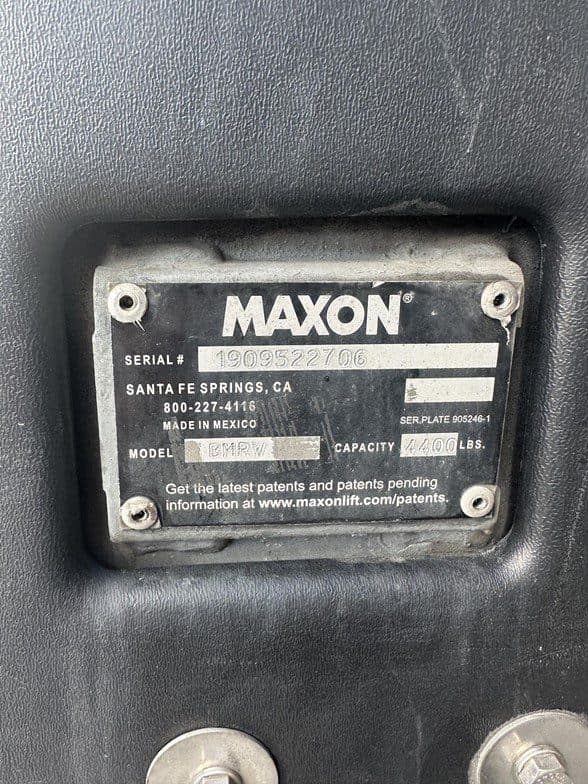 MAXON®
SERIAL # 1909522706
SANTA FE SPRINGS, CA
800-227-4116
MADE IN MEXICO
SER.PLATE 905246-1
MODEL BMRV CAPACITY 4400 LBS.
Get the latest patents and patents pending
information at www.maxonlift.com/patents.